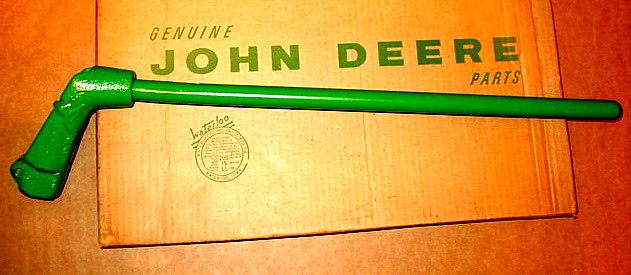 GENUINE
JOHN DEERE
PARTS
Waterloo